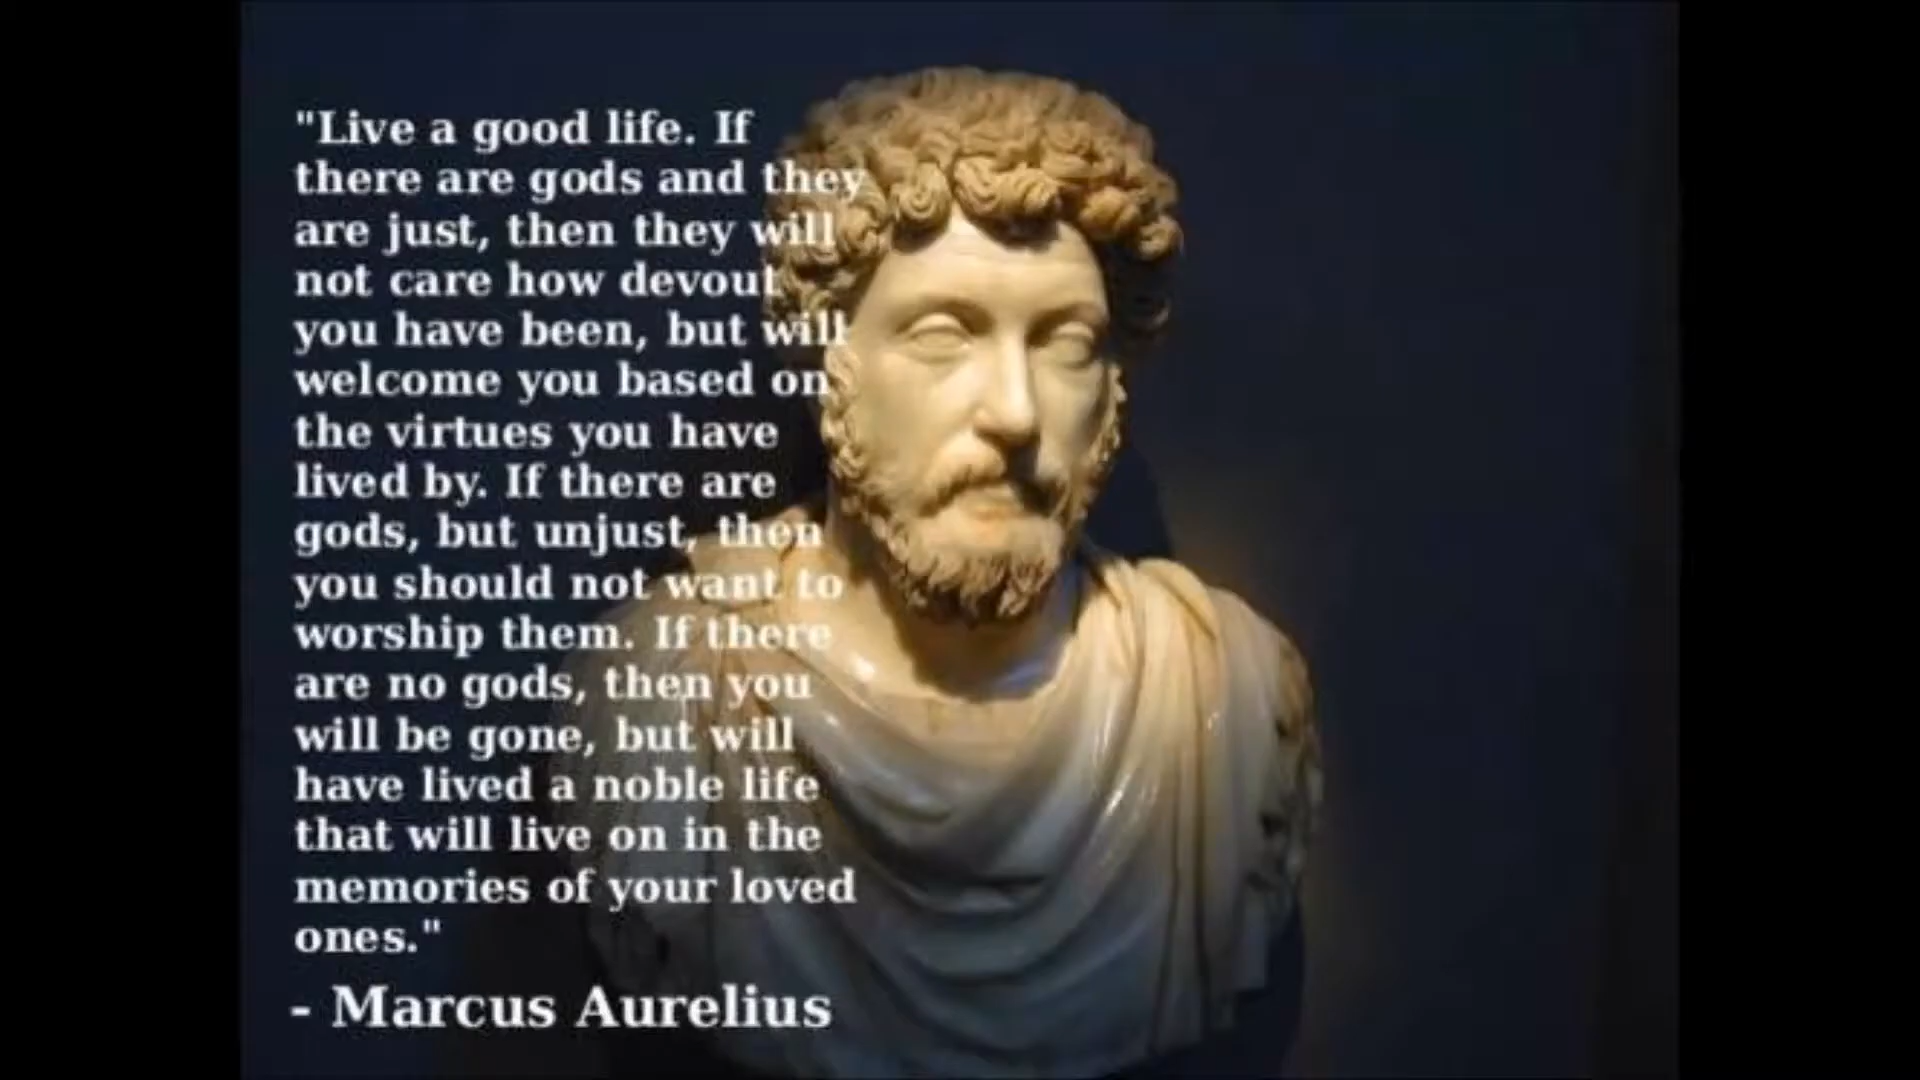 "Live a good life. If
there are gods and they
are just, then they will
not care how devout
you have been, but will
welcome you based on
the virtues you have
lived by. If there are
gods, but unjust, then
you should not want to
worship them. If there
are no gods, then you
will be gone, but will
have lived a noble life
that will live on in the
memories of your loved
ones."
- Marcus Aurelius